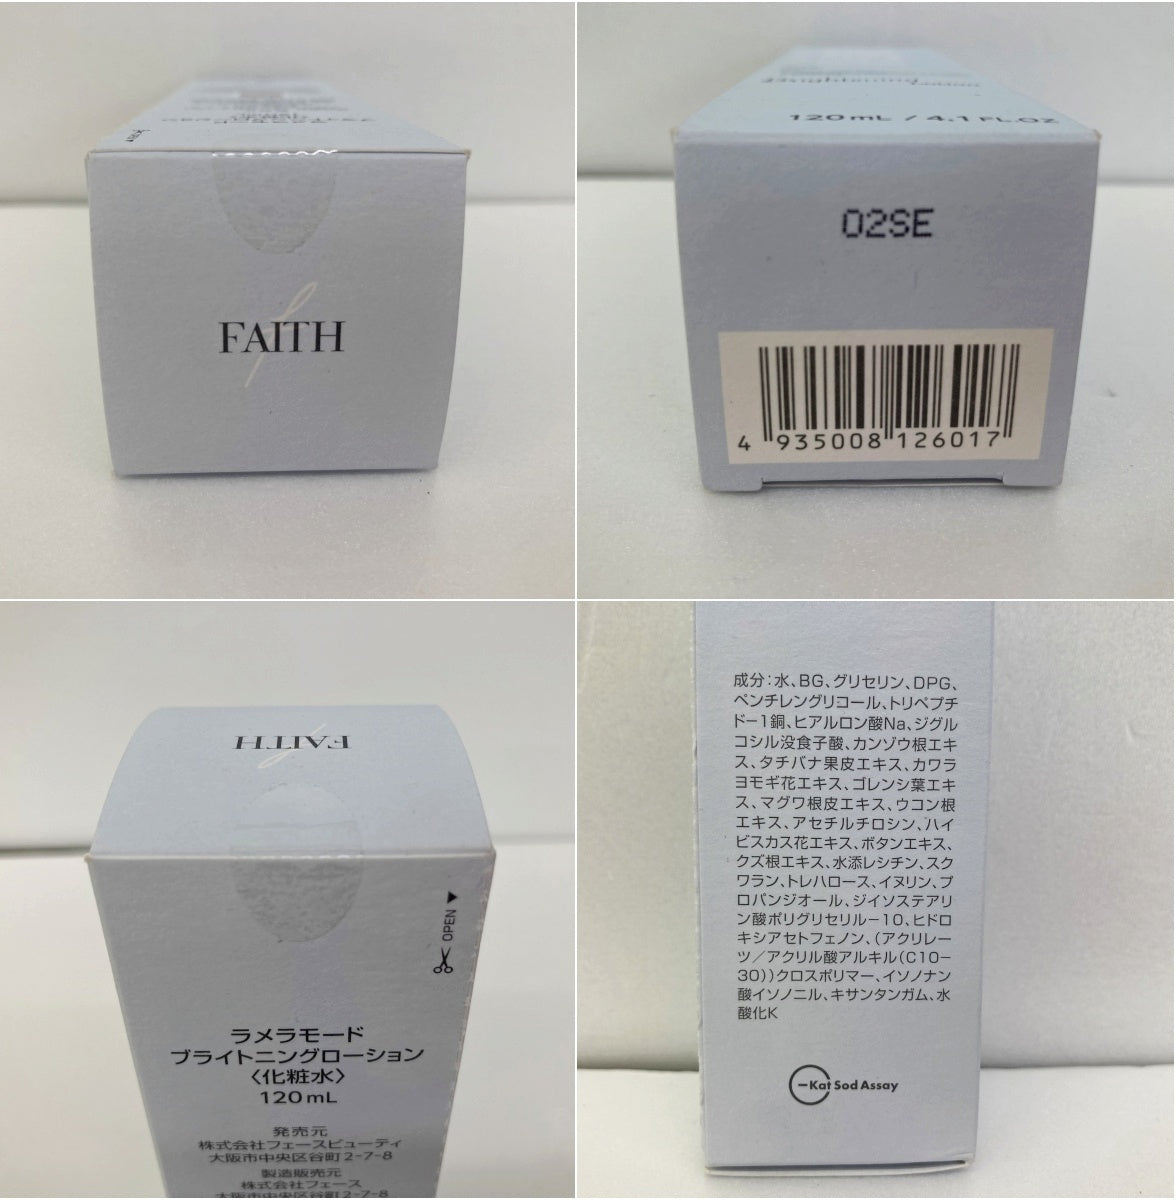 FAITH
Brightening Lotion
120mL / 4.1 FL.OZ
02SE
4 935008 126017
FAITH
OPEN
ラメラモード
ブライトニングローション
〈化粧水〉
120mL
発売元
株式会社フェースビューティ
大阪市中央区谷町2-7-8
製造販売元
株式会社フェース
大阪市中央区谷町2-7-8
成分:水、BG、グリセリン、DPG、
ペンチレングリコール、トリペプチ
ド−1銅、ヒアルロン酸Na、ジグル
コシル没食子酸、カンゾウ根エキ
ス、タチバナ果皮エキス、カワラ
ヨモギ花エキス、ゴレンシ葉エキ
ス、マグワ根皮エキス、ウコン根
エキス、アセチルチロシン、ハイ
ビスカス花エキス、ボタンエキス、
クズ根エキス、水添レシチン、スク
ワラン、トレハロース、イヌリン、プ
ロパンジオール、ジイソステアリ
ン酸ポリグリセリル−10、ヒドロ
キシアセトフェノン、(アクリレー
ツ/アクリル酸アルキル(C10−
30))クロスポリマー、イソノナン
酸イソノニル、キサンタンガム、水
酸化K
Kat Sod Assay